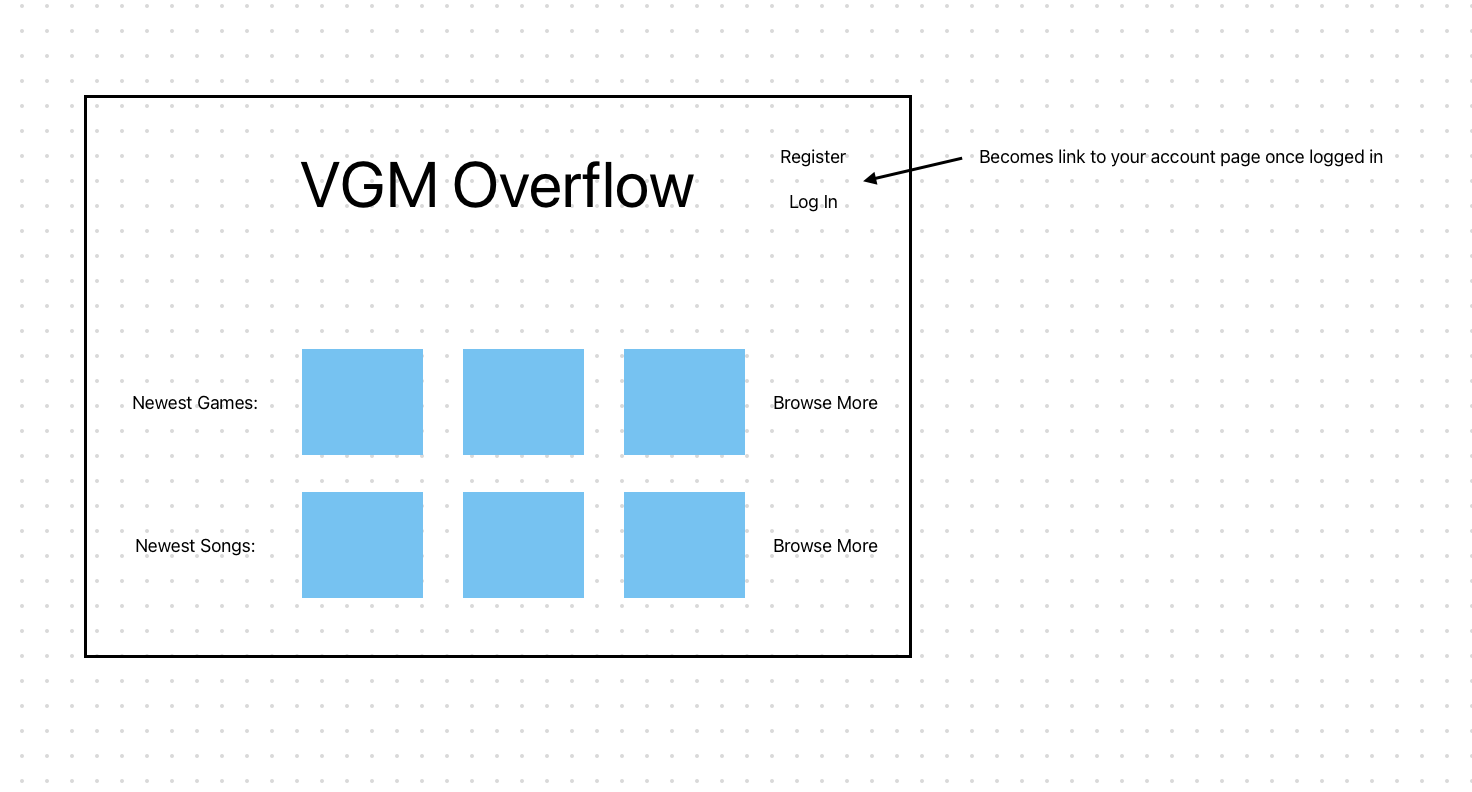 VGM Overflow
Register
Log In
Becomes link to your account page once logged in
Newest Games:
Browse More
Newest Songs:
Browse More